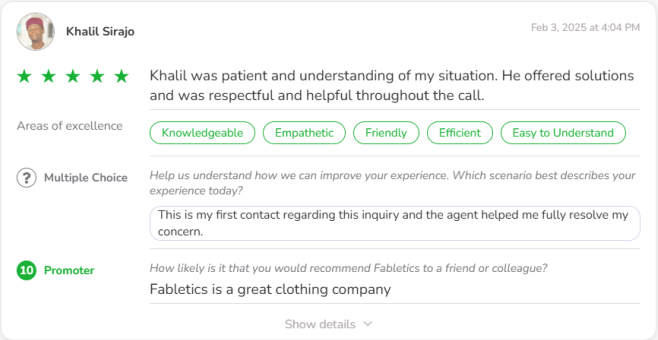 Khalil Sirajo
Feb 3, 2025 at 4:04 PM
Khalil was patient and understanding of my situation. He offered solutions
and was respectful and helpful throughout the call.
Areas of excellence
Knowledgeable
Empathetic
Friendly
Efficient
Easy to Understand
? Multiple Choice
Help us understand how we can improve your experience. Which scenario best describes your
experience today?
This is my first contact regarding this inquiry and the agent helped me fully resolve my
concern.
10 Promoter
How likely is it that you would recommend Fabletics to a friend or colleague?
Fabletics is a great clothing company
Show details